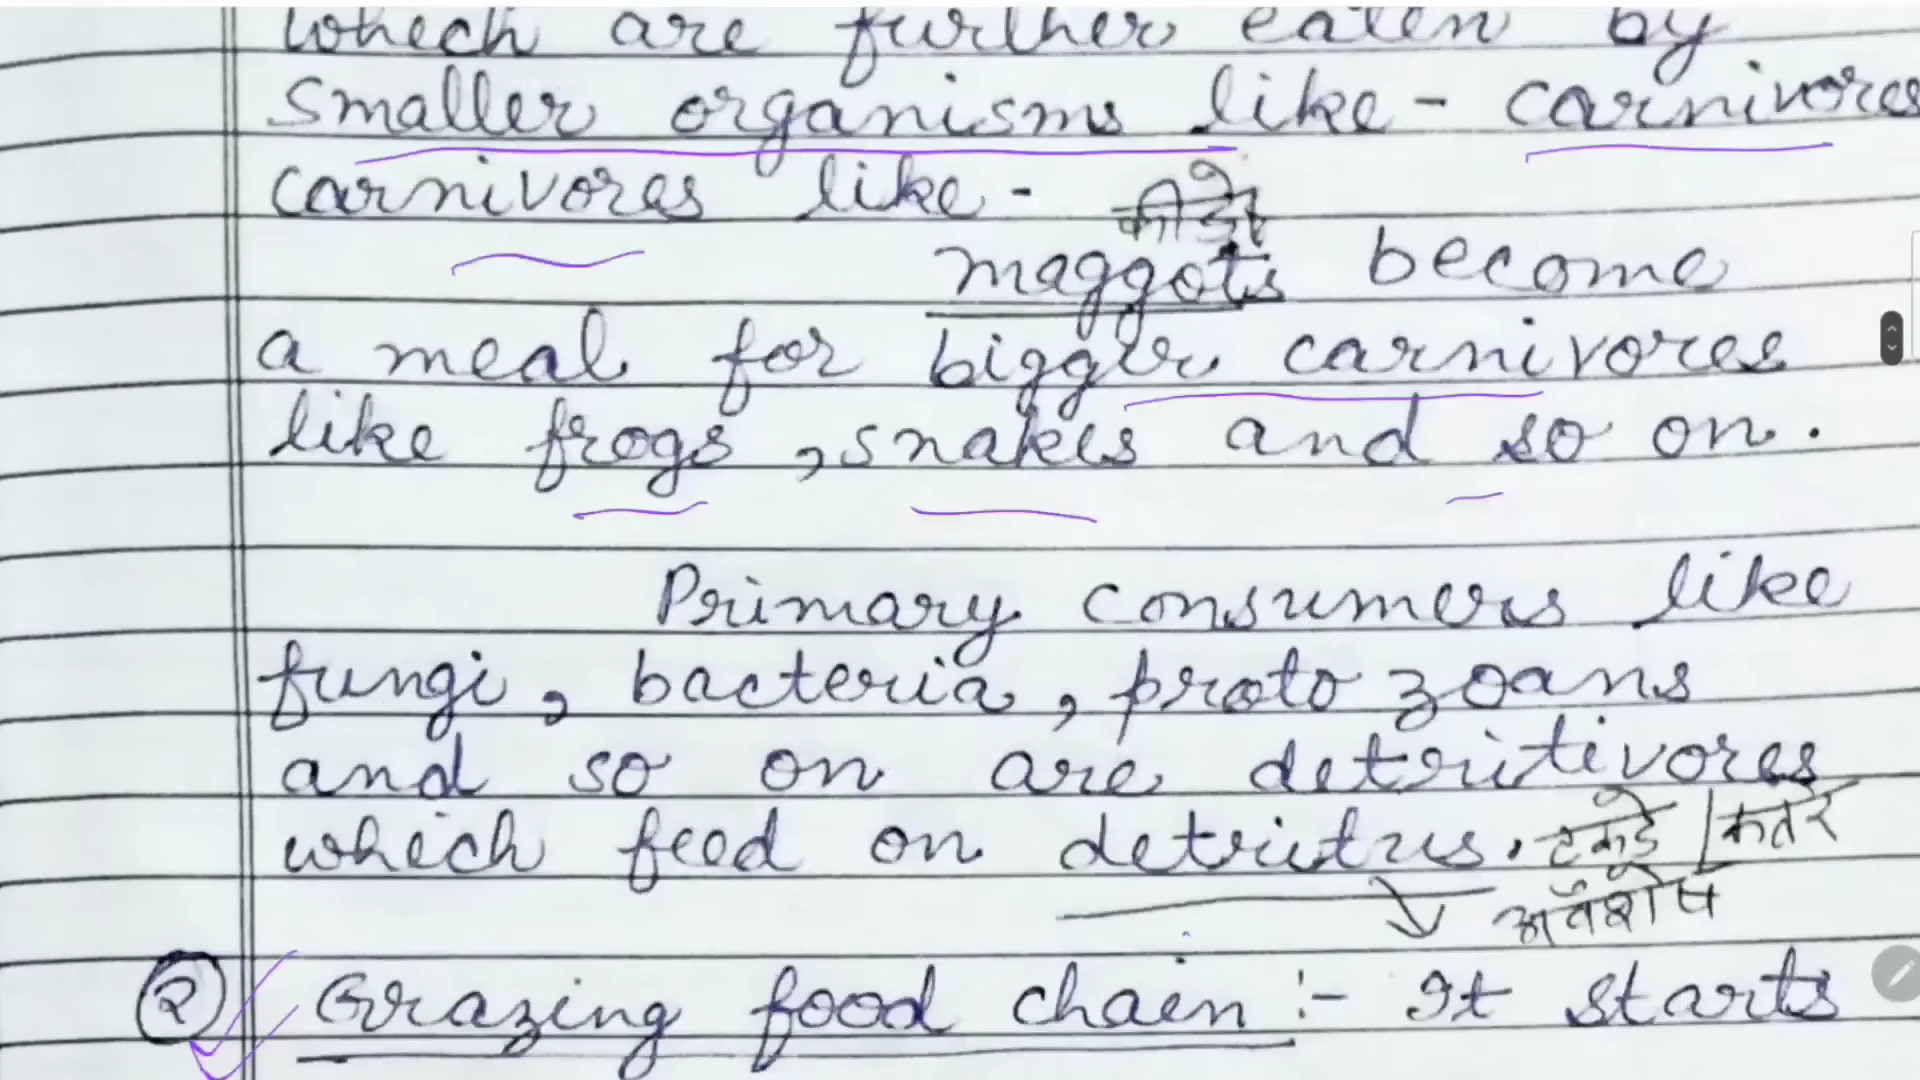 which are further eaten by
smaller organisms like - carnivores
carnivores like -
कीड़े
maggots become
a meal for bigger carnivores
like frogs, snakes and so on.
Primary consumers like
fungi, bacteria, proto zoans
and so on are detritivores
which feed on detritus. टुकड़े / कतरे
अवशेष
② Grazing food chain :- It starts